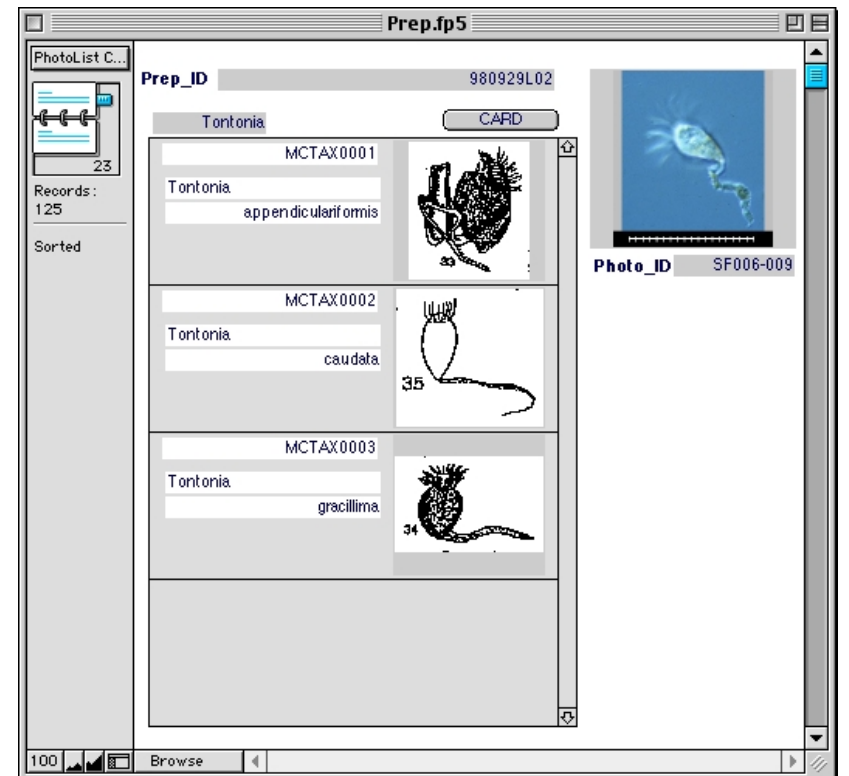 Prep.fp5
PhotoList C...
23
Records:
125
Sorted
Prep_ID 980929L02
Tontonia CARD
MCTAX0001
Tontonia
appendiculariformis
33
MCTAX0002
Tontonia
caudata
35
MCTAX0003
Tontonia
gracillima
34
Photo_ID SF006-009
100 Browse